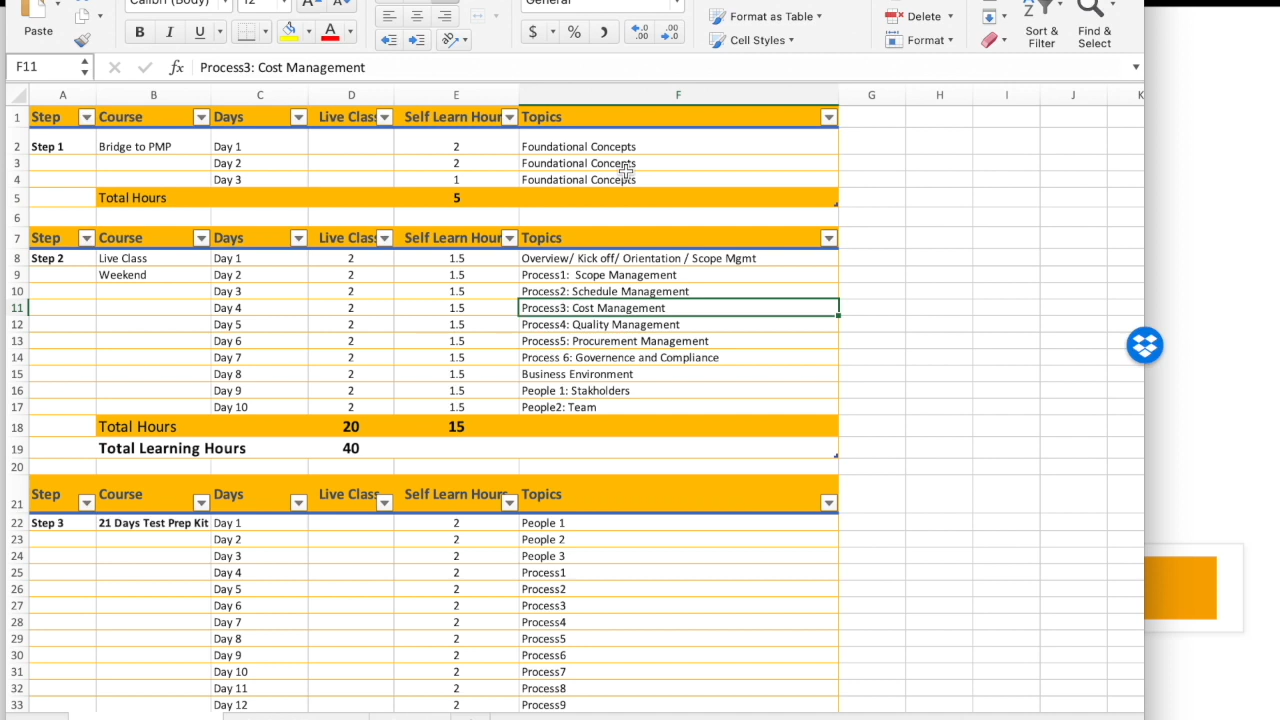 Calibri (Body) 12 General
Paste B I U A $ % Format as Table Cell Styles Delete Format Sort & Filter Find & Select
F11 fx Process3: Cost Management
A B C D E F G H I J K
1 Step Course Days Live Class Self Learn Hour Topics
2 Step 1 Bridge to PMP Day 1 2 Foundational Concepts
3 Day 2 2 Foundational Concepts
4 Day 3 1 Foundational Concepts
5 Total Hours 5
6
7 Step Course Days Live Class Self Learn Hour Topics
8 Step 2 Live Class Day 1 2 1.5 Overview/ Kick off/ Orientation / Scope Mgmt
9 Weekend Day 2 2 1.5 Process1: Scope Management
10 Day 3 2 1.5 Process2: Schedule Management
11 Day 4 2 1.5 Process3: Cost Management
12 Day 5 2 1.5 Process4: Quality Management
13 Day 6 2 1.5 Process5: Procurement Management
14 Day 7 2 1.5 Process 6: Governence and Compliance
15 Day 8 2 1.5 Business Environment
16 Day 9 2 1.5 People 1: Stakholders
17 Day 10 2 1.5 People2: Team
18 Total Hours 20 15
19 Total Learning Hours 40
20
21 Step Course Days Live Class Self Learn Hours Topics
22 Step 3 21 Days Test Prep Kit Day 1 2 People 1
23 Day 2 2 People 2
24 Day 3 2 People 3
25 Day 4 2 Process1
26 Day 5 2 Process2
27 Day 6 2 Process3
28 Day 7 2 Process4
29 Day 8 2 Process5
30 Day 9 2 Process6
31 Day 10 2 Process7
32 Day 11 2 Process8
33 Day 12 2 Process9